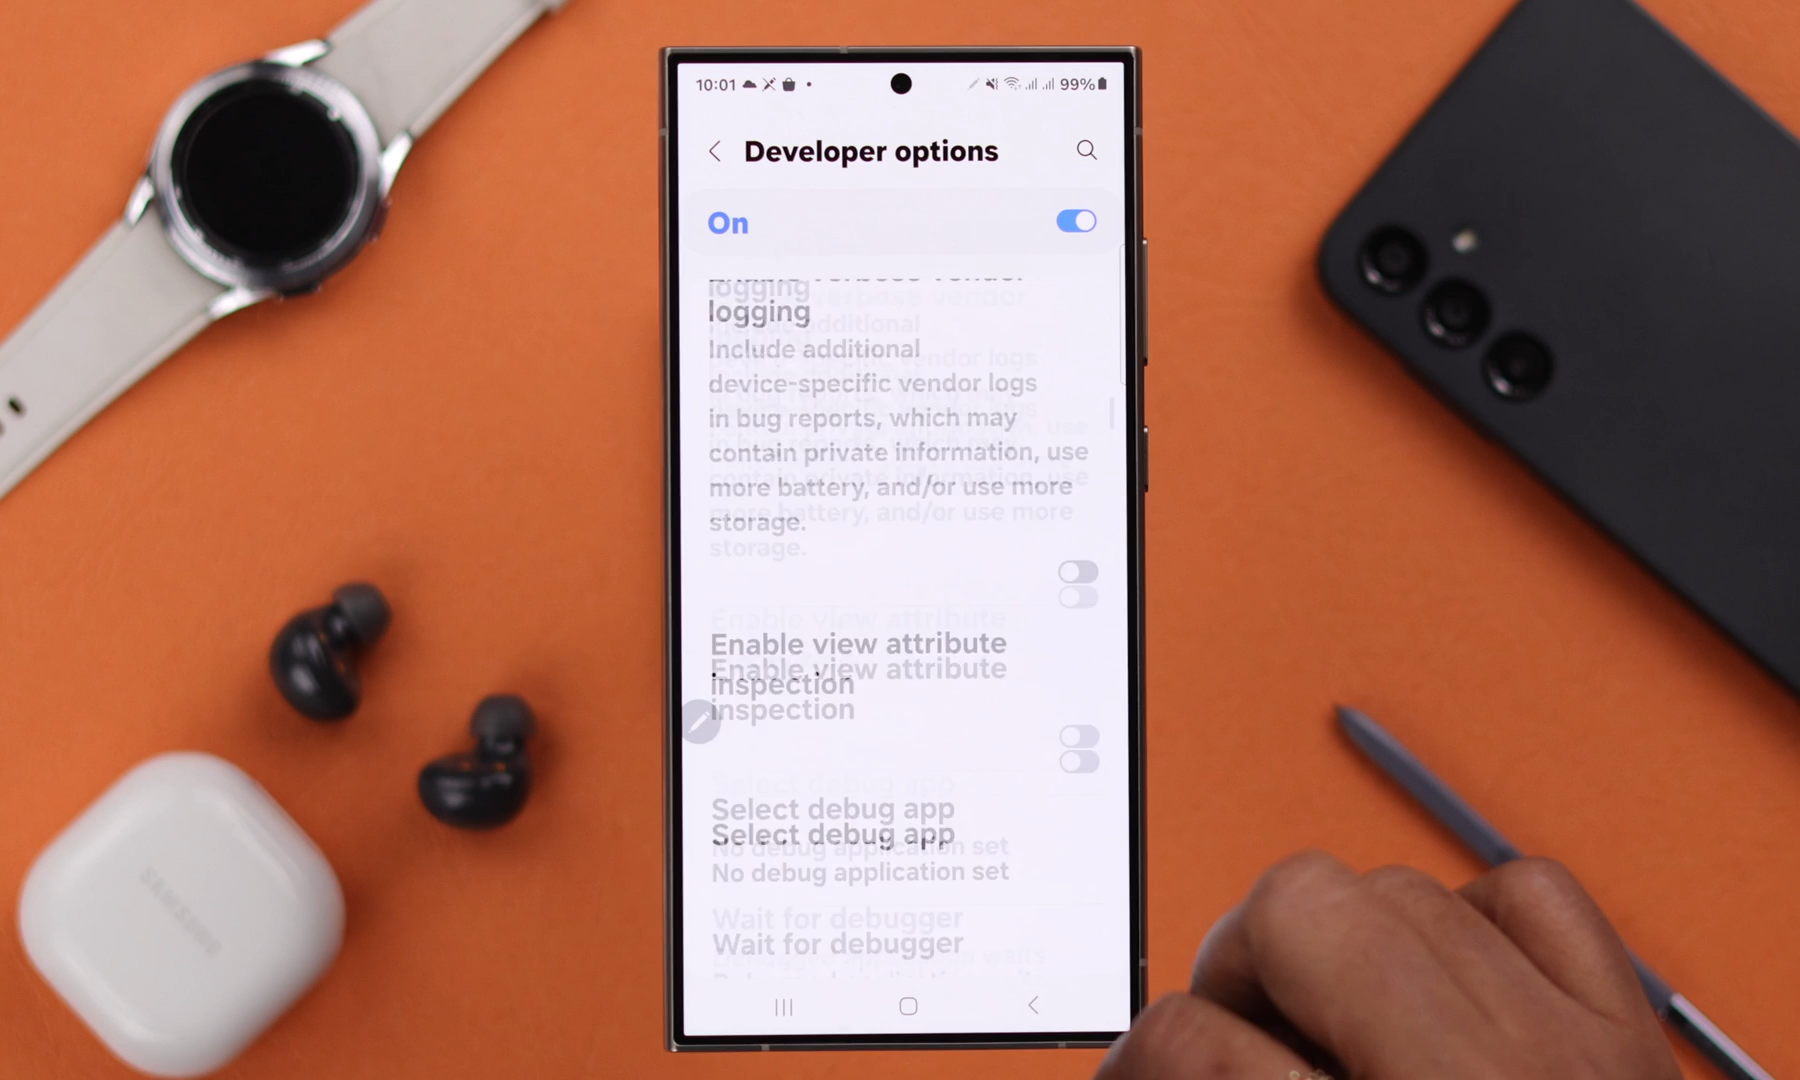 10:01
99%
Developer options
On
logging
Include additional
device-specific vendor logs
in bug reports, which may
contain private information, use
more battery, and/or use more
storage.
Enable view attribute
inspection
Select debug app
No debug application set
Wait for debugger
SAMSUNG